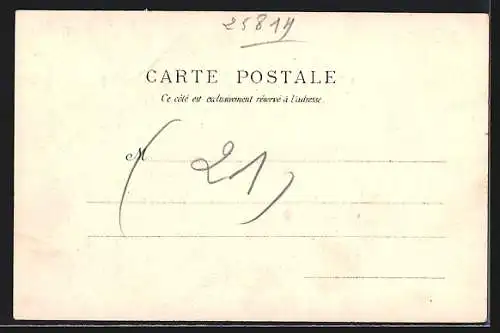 25814
CARTE POSTALE
Ce côté est exclusivement réservé à l'adresse.
M
(21)